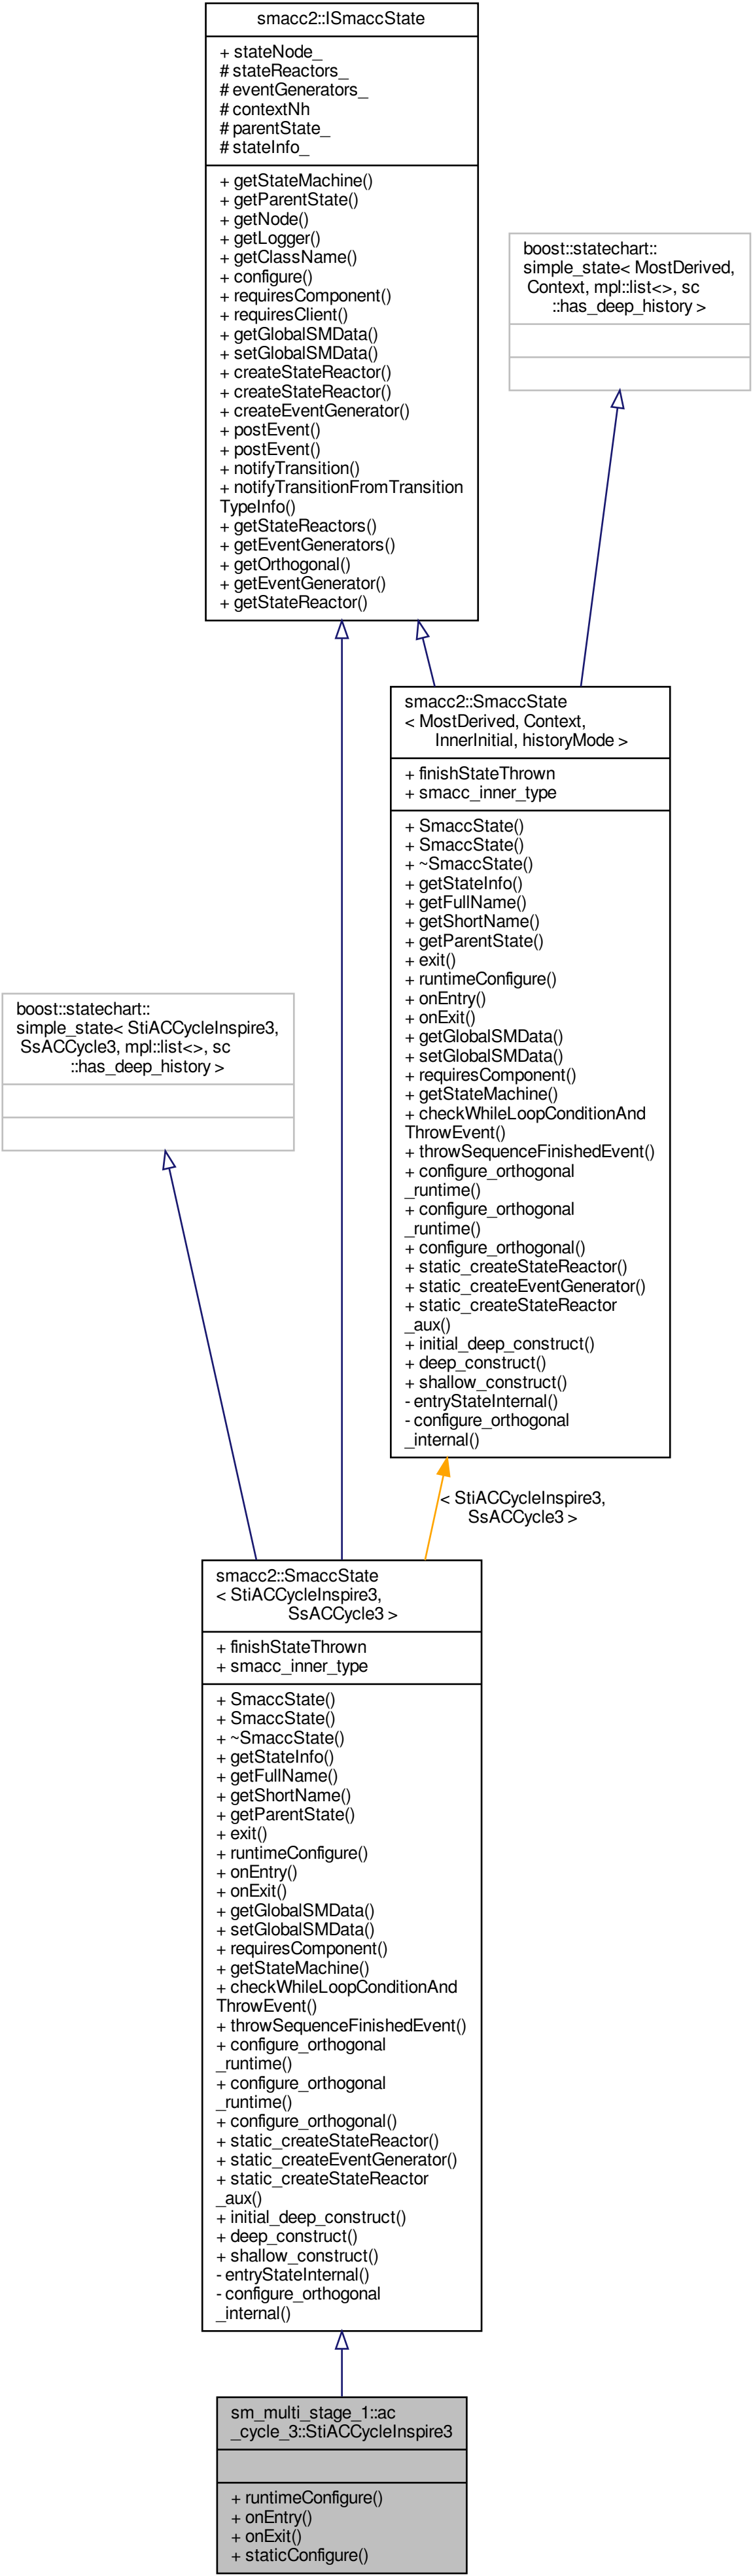 smacc2::ISmaccState
+ stateNode_
# stateReactors_
# eventGenerators_
# contextNh
# parentState_
# stateInfo_
+ getStateMachine()
+ getParentState()
+ getNode()
+ getLogger()
+ getClassName()
+ configure()
+ requiresComponent()
+ requiresClient()
+ getGlobalSMData()
+ setGlobalSMData()
+ createStateReactor()
+ createStateReactor()
+ createEventGenerator()
+ postEvent()
+ postEvent()
+ notifyTransition()
+ notifyTransitionFromTransition
TypeInfo()
+ getStateReactors()
+ getEventGenerators()
+ getOrthogonal()
+ getEventGenerator()
+ getStateReactor()
boost::statechart::
simple_state< MostDerived,
Context, mpl::list<>, sc
::has_deep_history >
smacc2::SmaccState
< MostDerived, Context,
InnerInitial, historyMode >
+ finishStateThrown
+ smacc_inner_type
+ SmaccState()
+ SmaccState()
+ ~SmaccState()
+ getStateInfo()
+ getFullName()
+ getShortName()
+ getParentState()
+ exit()
+ runtimeConfigure()
+ onEntry()
+ onExit()
+ getGlobalSMData()
+ setGlobalSMData()
+ requiresComponent()
+ getStateMachine()
+ checkWhileLoopConditionAnd
ThrowEvent()
+ throwSequenceFinishedEvent()
+ configure_orthogonal
_runtime()
+ configure_orthogonal
_runtime()
+ configure_orthogonal()
+ static_createStateReactor()
+ static_createEventGenerator()
+ static_createStateReactor
_aux()
+ initial_deep_construct()
+ deep_construct()
+ shallow_construct()
- entryStateInternal()
- configure_orthogonal
_internal()
boost::statechart::
simple_state< StiACCycleInspire3,
SsACCycle3, mpl::list<>, sc
::has_deep_history >
< StiACCycleInspire3,
SsACCycle3 >
smacc2::SmaccState
< StiACCycleInspire3,
SsACCycle3 >
+ finishStateThrown
+ smacc_inner_type
+ SmaccState()
+ SmaccState()
+ ~SmaccState()
+ getStateInfo()
+ getFullName()
+ getShortName()
+ getParentState()
+ exit()
+ runtimeConfigure()
+ onEntry()
+ onExit()
+ getGlobalSMData()
+ setGlobalSMData()
+ requiresComponent()
+ getStateMachine()
+ checkWhileLoopConditionAnd
ThrowEvent()
+ throwSequenceFinishedEvent()
+ configure_orthogonal
_runtime()
+ configure_orthogonal
_runtime()
+ configure_orthogonal()
+ static_createStateReactor()
+ static_createEventGenerator()
+ static_createStateReactor
_aux()
+ initial_deep_construct()
+ deep_construct()
+ shallow_construct()
- entryStateInternal()
- configure_orthogonal
_internal()
sm_multi_stage_1::ac
_cycle_3::StiACCycleInspire3
+ runtimeConfigure()
+ onEntry()
+ onExit()
+ staticConfigure()